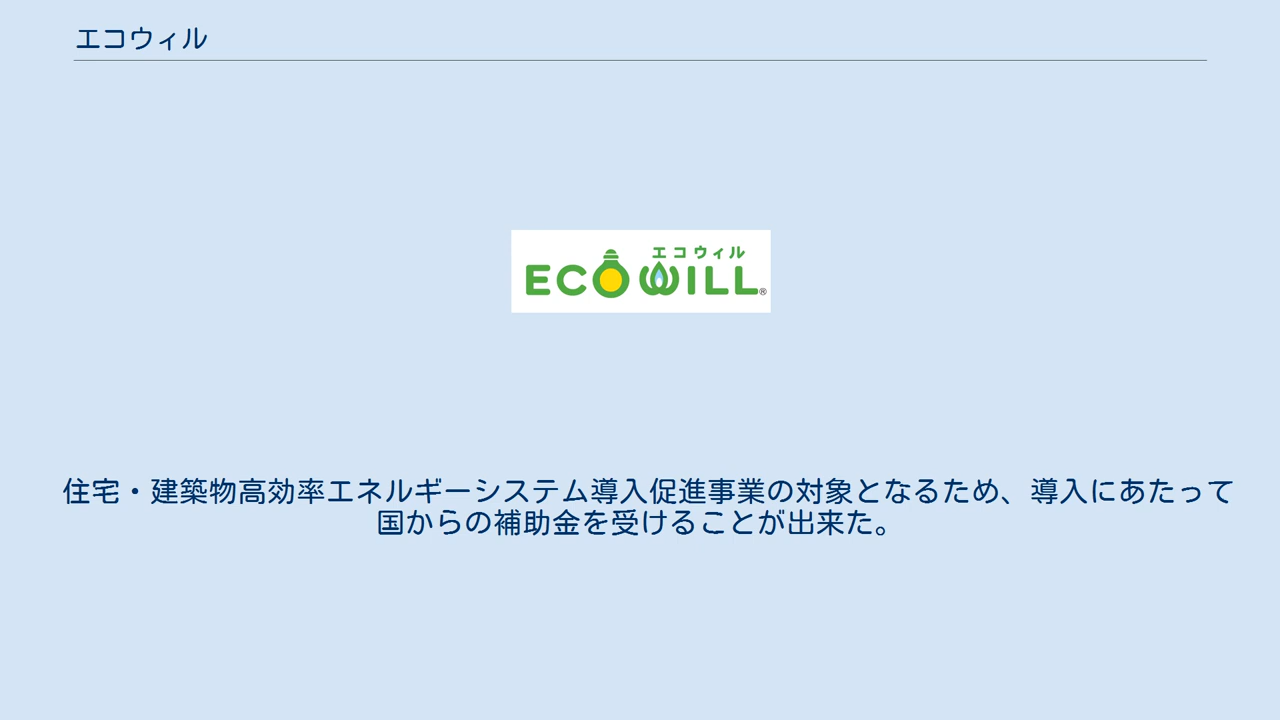 エコウィル
エコウィル
ECOWILL®
住宅・建築物高効率エネルギーシステム導入促進事業の対象となるため、導入にあたって
国からの補助金を受けることが出来た。